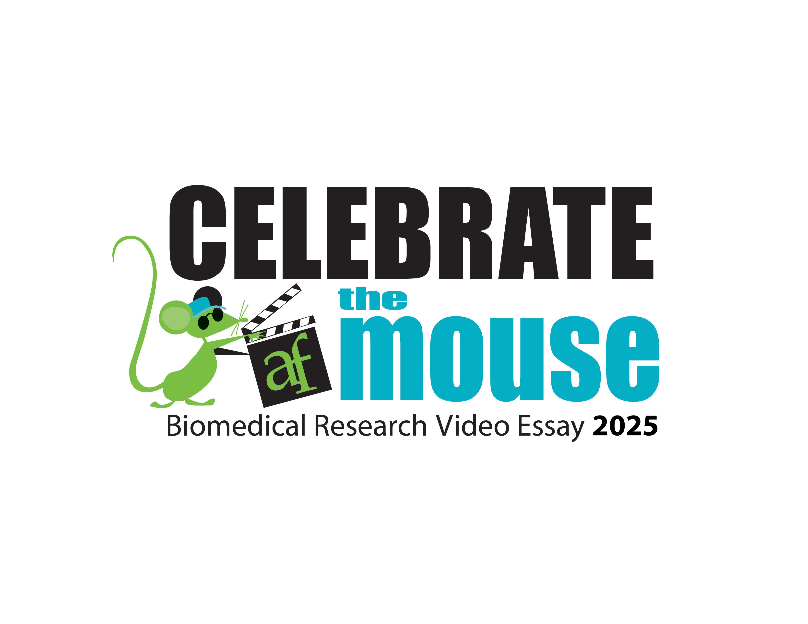 CELEBRATE
the
mouse
af
Biomedical Research Video Essay 2025